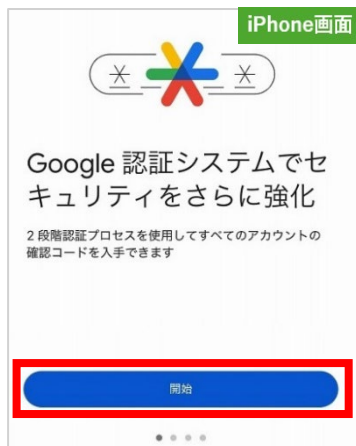 iPhone画面
Google 認証システムでセ
キュリティをさらに強化
2 段階認証プロセスを使用してすべてのアカウントの
確認コードを入手できます
開始